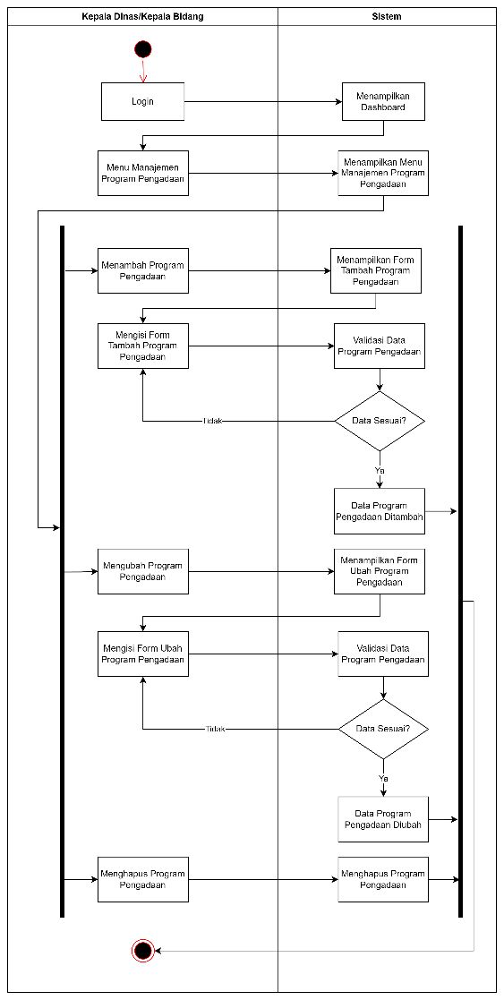 Kepala Dinas/Kepala Bidang
Sistem
Login
Menampilkan
Dashboard
Menu Manajemen
Program Pengadaan
Menampilkan Menu
Manajemen Program
Pengadaan
Menambah Program
Pengadaan
Menampilkan Form
Tambah Program
Pengadaan
Mengisi Form
Tambah Program
Pengadaan
Validasi Data
Program Pengadaan
Tidak
Data Sesuai?
Ya
Data Program
Pengadaan Ditambah
Mengubah Program
Pengadaan
Menampilkan Form
Ubah Program
Pengadaan
Mengisi Form Ubah
Program Pengadaan
Validasi Data
Program Pengadaan
Tidak
Data Sesuai?
Ya
Data Program
Pengadaan Diubah
Menghapus Program
Pengadaan
Menghapus Program
Pengadaan